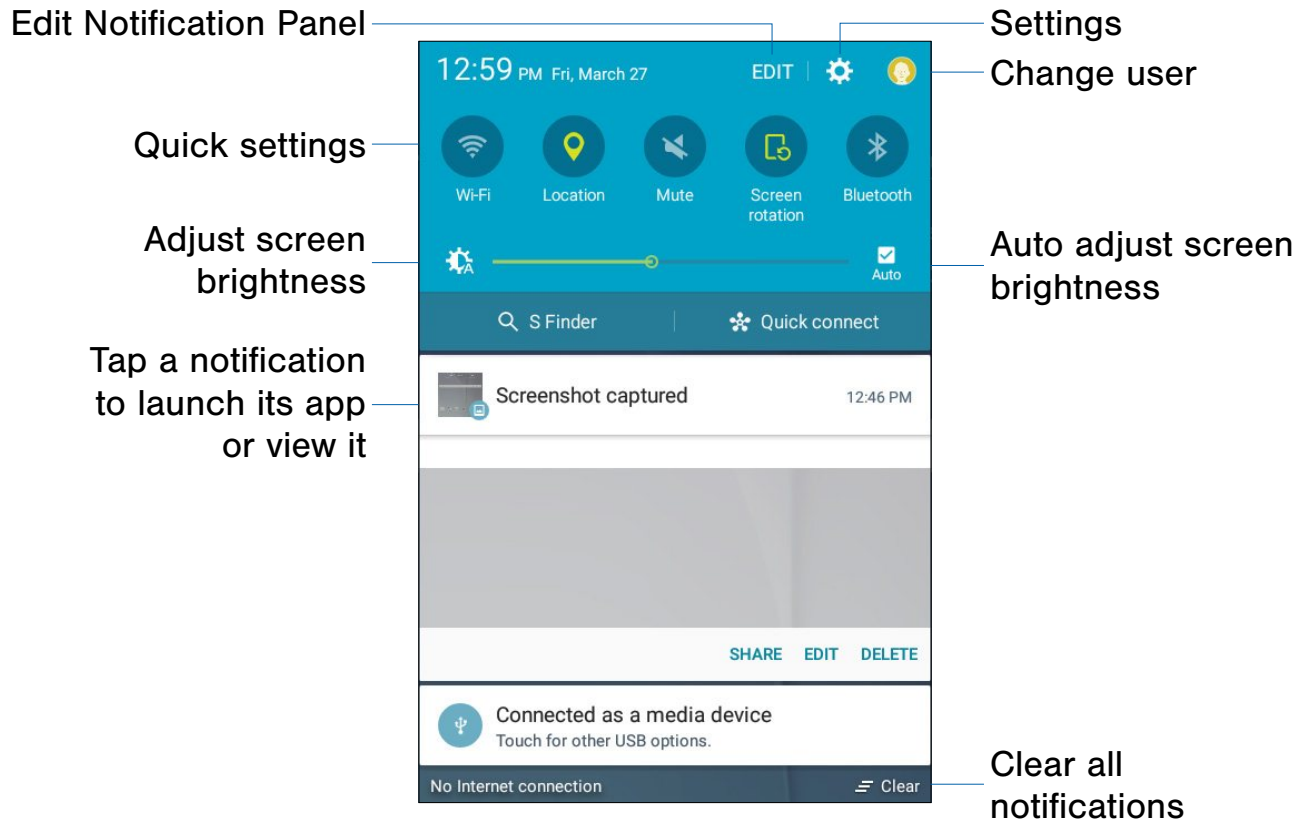 Edit Notification Panel
Settings
12:59 PM Fri, March 27
EDIT
Change user
Quick settings
Wi-Fi
Location
Mute
Screen
rotation
Bluetooth
Adjust screen
brightness
A
Auto
Auto adjust screen
brightness
S Finder
Quick connect
Tap a notification
to launch its app
or view it
Screenshot captured
12:46 PM
SHARE EDIT DELETE
Connected as a media device
Touch for other USB options.
No Internet connection
Clear
Clear all
notifications